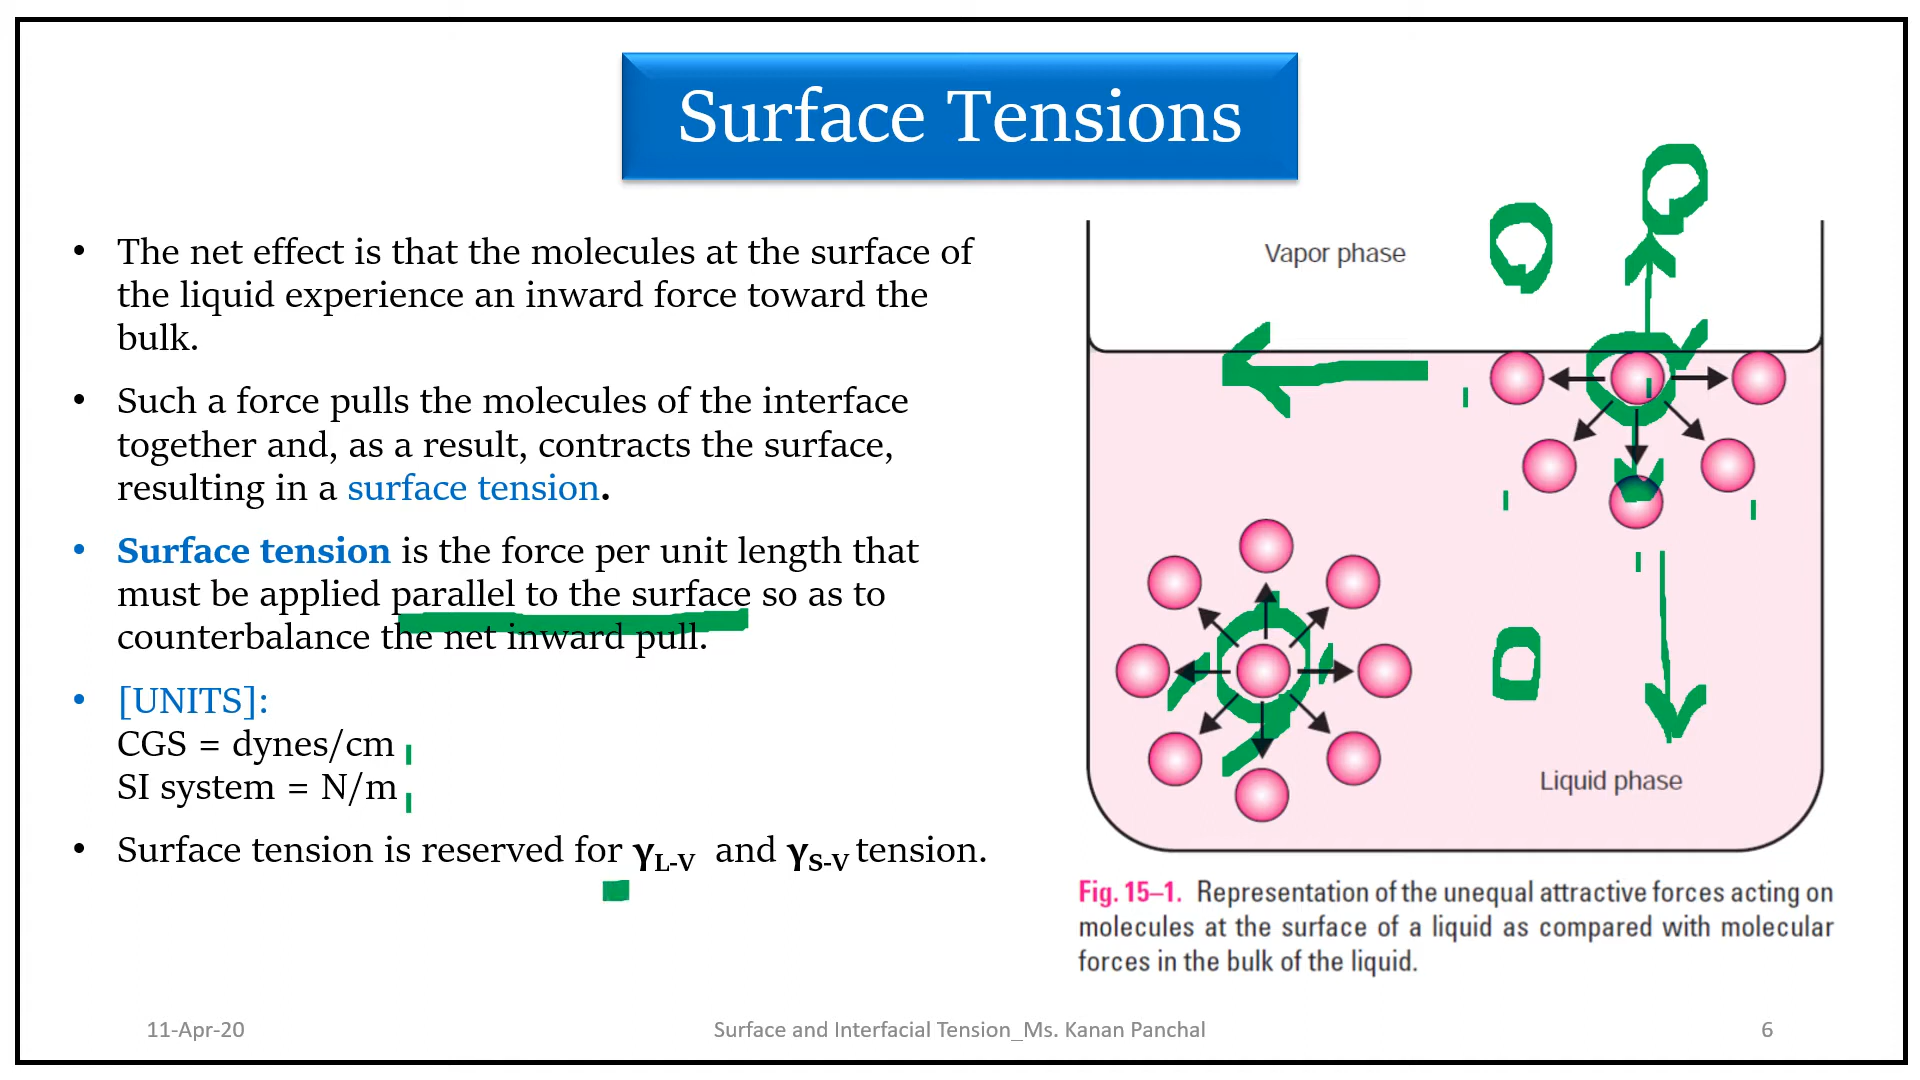 Surface Tensions
• The net effect is that the molecules at the surface of
the liquid experience an inward force toward the
bulk.
• Such a force pulls the molecules of the interface
together and, as a result, contracts the surface,
resulting in a surface tension.
• Surface tension is the force per unit length that
must be applied parallel to the surface so as to
counterbalance the net inward pull.
• [UNITS]:
CGS = dynes/cm
SI system = N/m
• Surface tension is reserved for γL-V and γS-V tension.
Vapor phase
Liquid phase
Fig. 15–1. Representation of the unequal attractive forces acting on
molecules at the surface of a liquid as compared with molecular
forces in the bulk of the liquid.
11-Apr-20
Surface and Interfacial Tension_Ms. Kanan Panchal
6